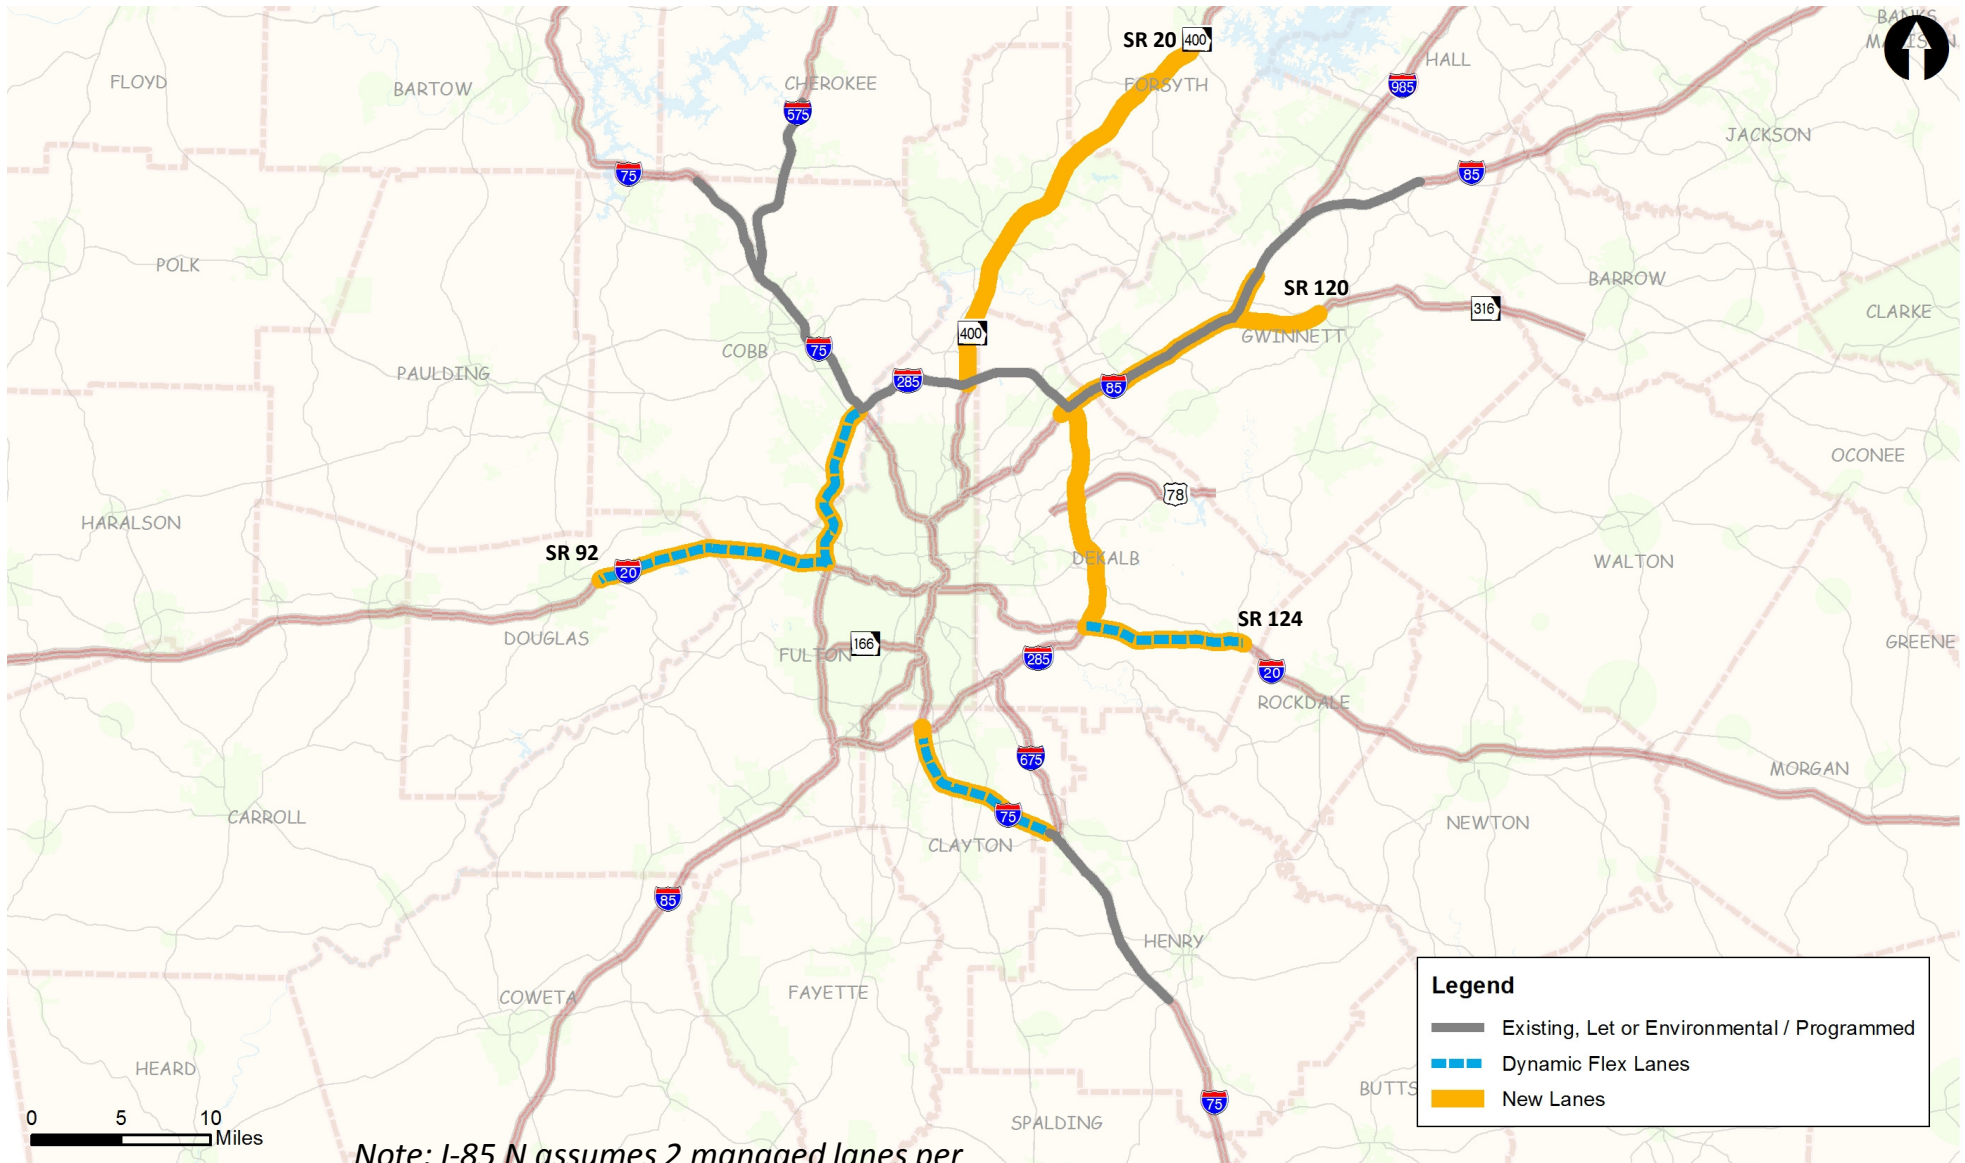 SR 20
400
BANKS
HALL
MADISON
FLOYD
BARTOW
CHEROKEE
FORSYTH
985
575
JACKSON
75
85
POLK
BARROW
SR 120
316
CLARKE
400
GWINNETT
COBB
75
PAULDING
285
85
OCONEE
78
HARALSON
SR 92
20
DEKALB
WALTON
SR 124
DOUGLAS
FULTON
166
285
20
GREENE
ROCKDALE
675
MORGAN
CARROLL
75
CLAYTON
NEWTON
85
HENRY
FAYETTE
COWETA
HEARD
BUTTS
75
SPALDING
Legend
Existing, Let or Environmental / Programmed
Dynamic Flex Lanes
New Lanes
0 5 10
Miles
Note: I-85 N assumes 2 managed lanes per